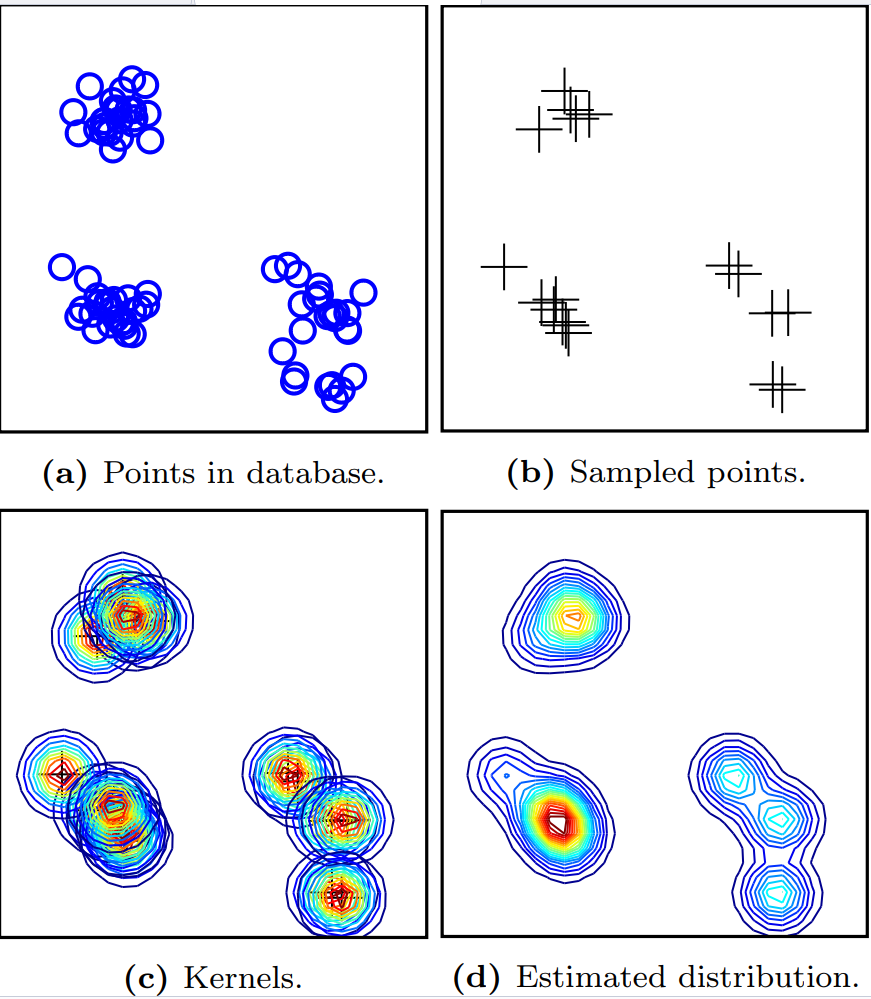 (a) Points in database.
(b) Sampled points.
(c) Kernels.
(d) Estimated distribution.